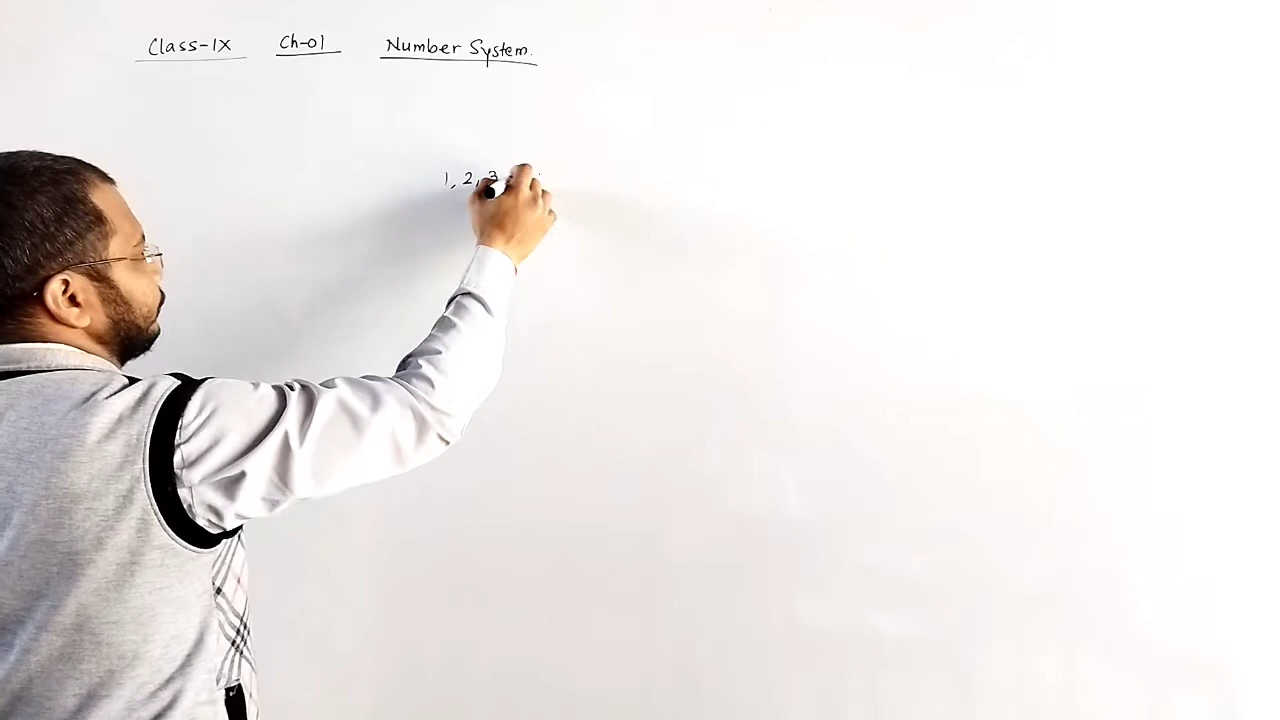 Class-IX Ch-01 Number System.
1, 2, 3